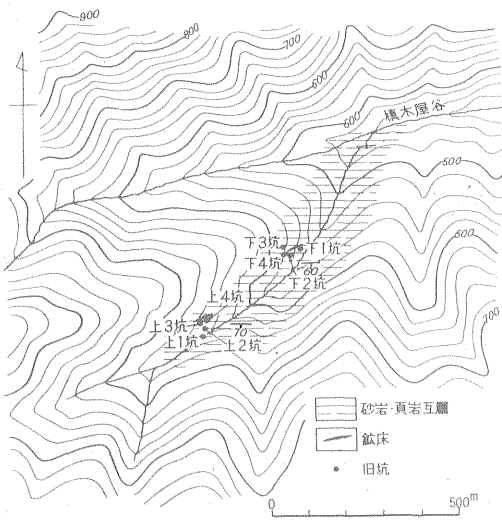 900
800
700
600
600
槙木屋谷
500
600
700
下3坑
下1坑
下4坑
60
下2坑
上4坑
上3坑
70
上1坑
上2坑
砂岩・頁岩互層
鉱床
旧坑
0
500m